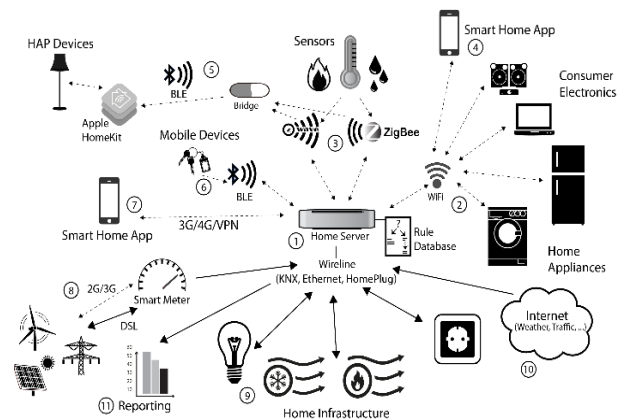 HAP Devices
Apple
HomeKit
5
BLE
Bridge
Sensors
wave
3
ZigBee
Smart Home App
4
Consumer
Electronics
WIFI
2
Home
Appliances
Mobile Devices
6
BLE
7
Smart Home App
3G/4G/VPN
1
Home Server
?
Rule
Database
Wireline
(KNX, Ethernet, HomePlug)
8
2G/3G
Smart Meter
DSL
11
Reporting
9
Home Infrastructure
Internet
(Weather, Traffic, ...)
10